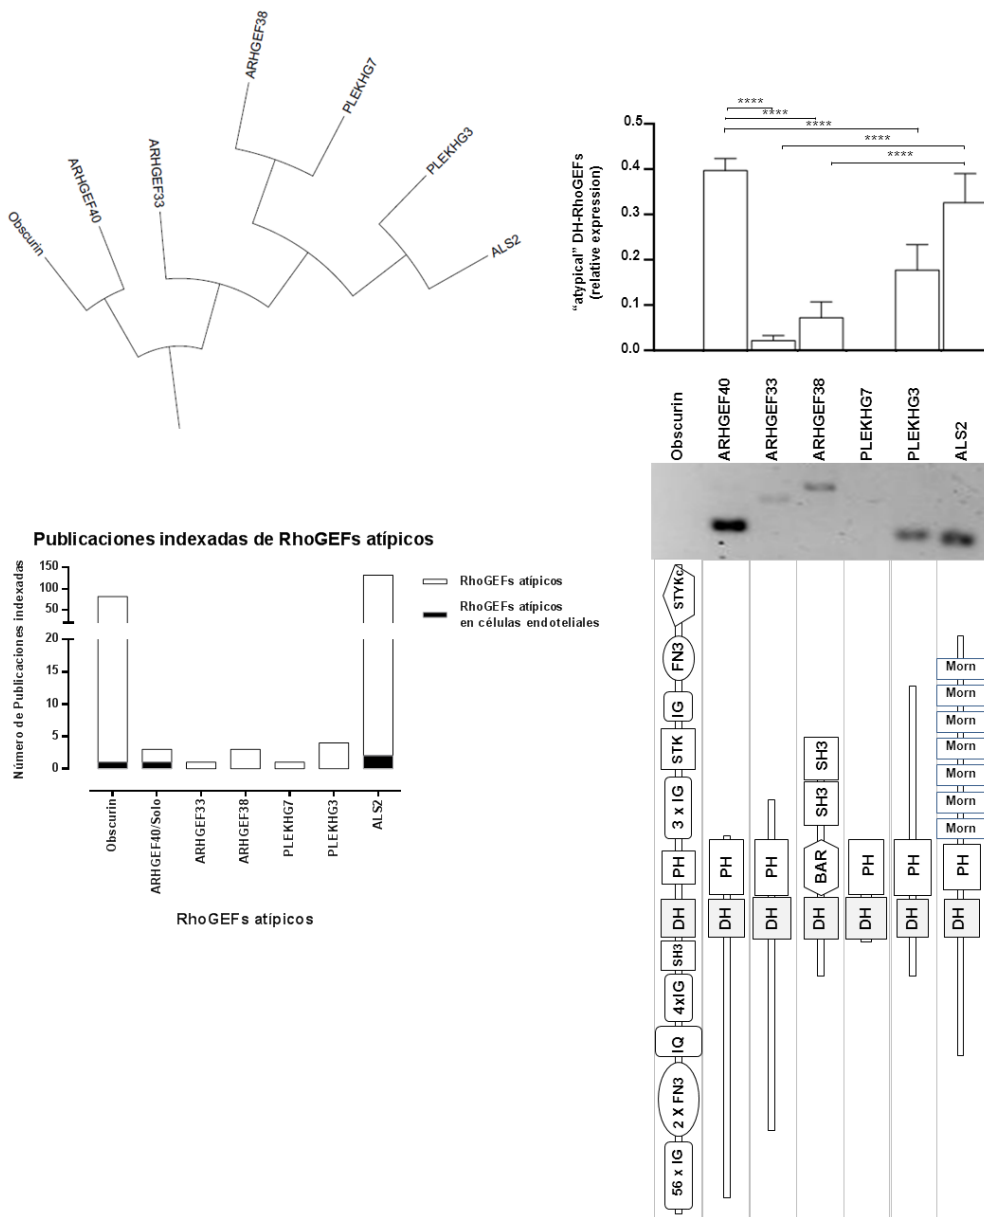 ARHGEF38
PLEKHG7
ARHGEF33
PLEKHG3
ARHGEF40
Obscurin
ALS2
****
****
****
****
****
"atypical" DH-RhoGEFs
(relative expression)
0.5
0.4
0.3
0.2
0.1
0.0
Obscurin
ARHGEF40
ARHGEF33
ARHGEF38
PLEKHG7
PLEKHG3
ALS2
Publicaciones indexadas de RhoGEFs atípicos
Número de Publicaciones indexadas
150
100
50
20
15
10
5
0
RhoGEFs atípicos
RhoGEFs atípicos
en células endoteliales
Obscurin
ARHGEF40/Solo
ARHGEF33
ARHGEF38
PLEKHG7
PLEKHG3
ALS2
RhoGEFs atípicos
STYKc
FN3
IG
STK
3 x IG
PH
DH
SH3
4xIG
IQ
2 X FN3
56 x IG
PH
DH
PH
DH
SH3
SH3
BAR
DH
PH
DH
PH
DH
Morn
Morn
Morn
Morn
Morn
Morn
Morn
PH
DH